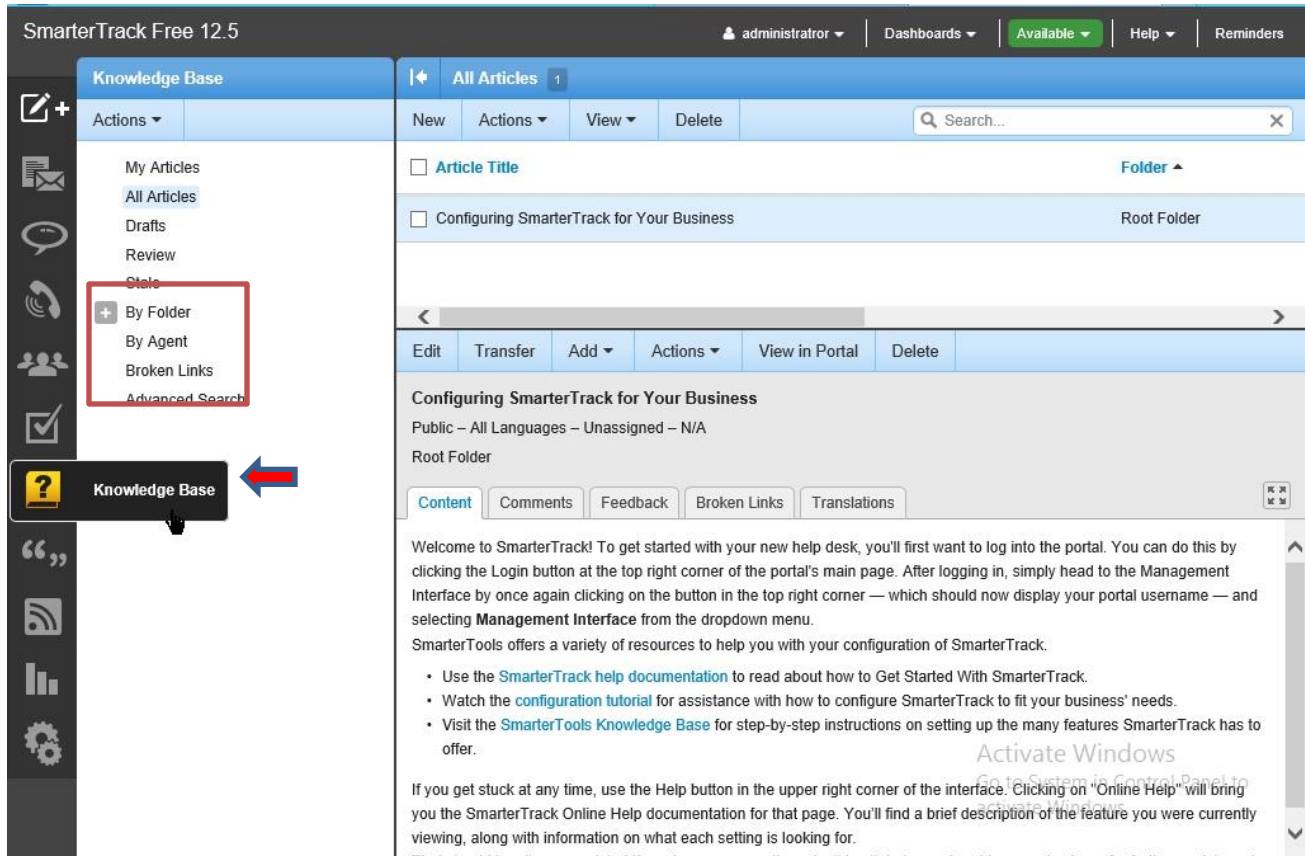 SmarterTrack Free 12.5
administratror
Dashboards
Available
Help
Reminders
Knowledge Base
Actions
My Articles
All Articles
Drafts
Review
Stale
By Folder
By Agent
Broken Links
Advanced Search
Knowledge Base
All Articles 1
New Actions View Delete
Search...
Article Title Folder
Configuring SmarterTrack for Your Business Root Folder
Edit Transfer Add Actions View in Portal Delete
Configuring SmarterTrack for Your Business
Public – All Languages – Unassigned – N/A
Root Folder
Content Comments Feedback Broken Links Translations
Welcome to SmarterTrack! To get started with your new help desk, you'll first want to log into the portal. You can do this by
clicking the Login button at the top right corner of the portal's main page. After logging in, simply head to the Management
Interface by once again clicking on the button in the top right corner — which should now display your portal username — and
selecting Management Interface from the dropdown menu.
SmarterTools offers a variety of resources to help you with your configuration of SmarterTrack.
• Use the SmarterTrack help documentation to read about how to Get Started With SmarterTrack.
• Watch the configuration tutorial for assistance with how to configure SmarterTrack to fit your business' needs.
• Visit the SmarterTools Knowledge Base for step-by-step instructions on setting up the many features SmarterTrack has to
offer.
If you get stuck at any time, use the Help button in the upper right corner of the interface. Clicking on "Online Help" will bring
you the SmarterTrack Online Help documentation for that page. You'll find a brief description of the feature you were currently
viewing, along with information on what each setting is looking for.
Activate Windows
Go to System in Control Panel to
activate Windows.